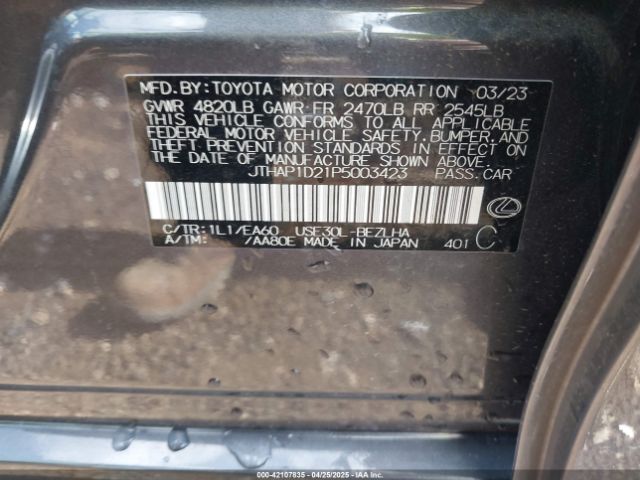 MFD. BY: TOYOTA MOTOR CORPORATION 03/23
GVWR 4820LB GAWR FR 2470LB RR 2545LB
THIS VEHICLE CONFORMS TO ALL APPLICABLE
FEDERAL MOTOR VEHICLE SAFETY, BUMPER, AND
THEFT PREVENTION STANDARDS IN EFFECT ON
THE DATE OF MANUFACTURE SHOWN ABOVE.
JTHAP1D21P5003423 PASS. CAR
C/TR: 1L1/EA60 USE30L-BEZLHA
A/TM: /AA80E MADE IN JAPAN 401 C
000-42107835 - 04/25/2025 - IAAI.COM